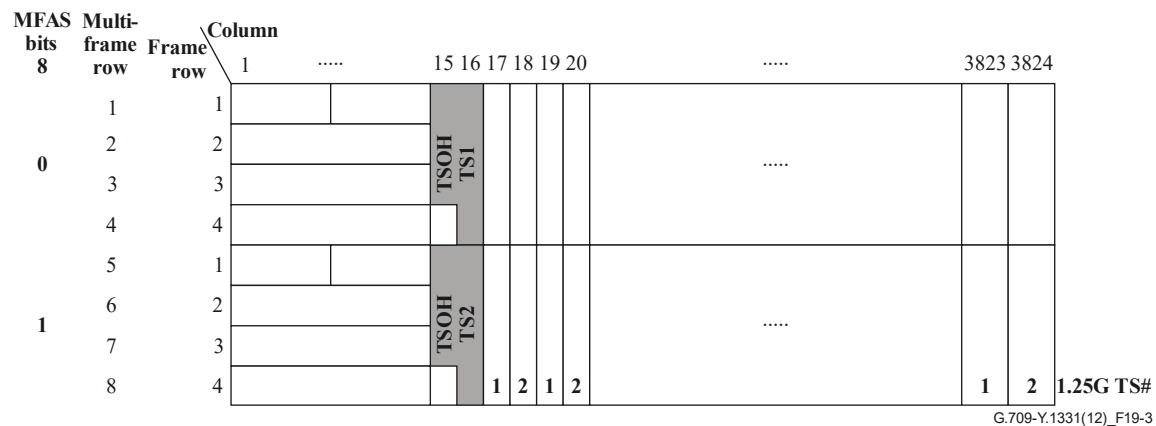 MFAS Multi- Column
bits frame Frame
8 row row 1 ..... 15 16 17 18 19 20 ..... 3823 3824
1 1
2 2
0 TSOH TS1 .....
3 3
4 4
5 1
6 2
1 TSOH TS2 .....
7 3
8 4 1 2 1 2 1 2 1.25G TS#
G.709-Y.1331(12)_F19-3